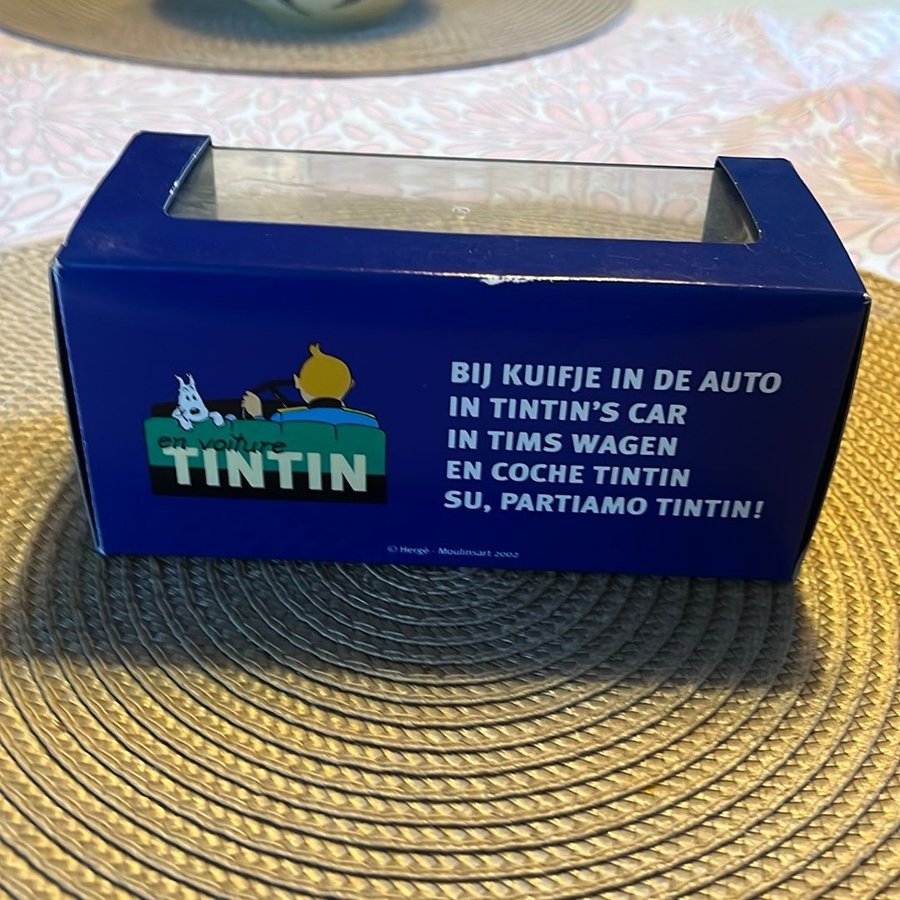 en voiture
TINTIN
BIJ KUIFJE IN DE AUTO
IN TINTIN'S CAR
IN TIMS WAGEN
EN COCHE TINTIN
SU, PARTIAMO TINTIN!
© Hergé - Moulinsart 2002